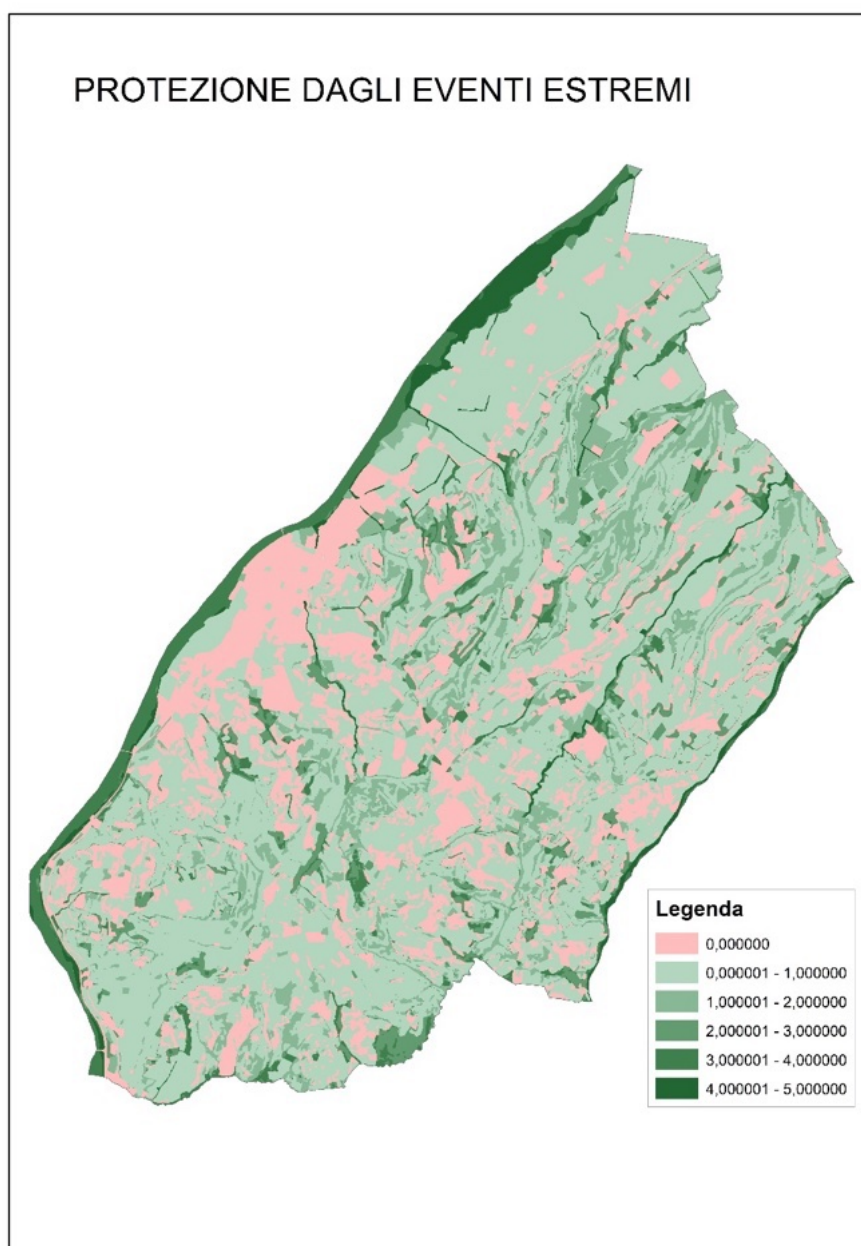 PROTEZIONE DAGLI EVENTI ESTREMI
Legenda
0,000000
0,000001 - 1,000000
1,000001 - 2,000000
2,000001 - 3,000000
3,000001 - 4,000000
4,000001 - 5,000000